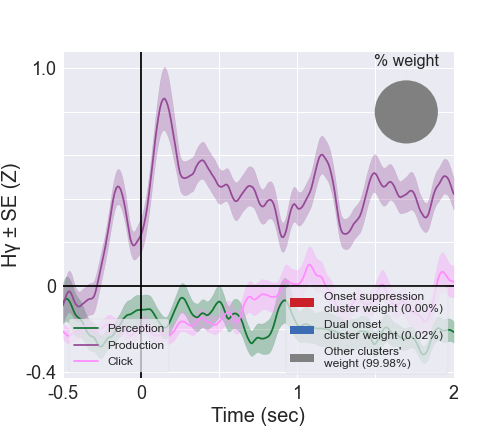 % weight
1.0
Hγ ± SE (Z)
0
Onset suppression
cluster weight (0.00%)
Dual onset
cluster weight (0.02%)
Other clusters'
weight (99.98%)
Perception
Production
Click
-0.4
-0.5
0
1
2
Time (sec)